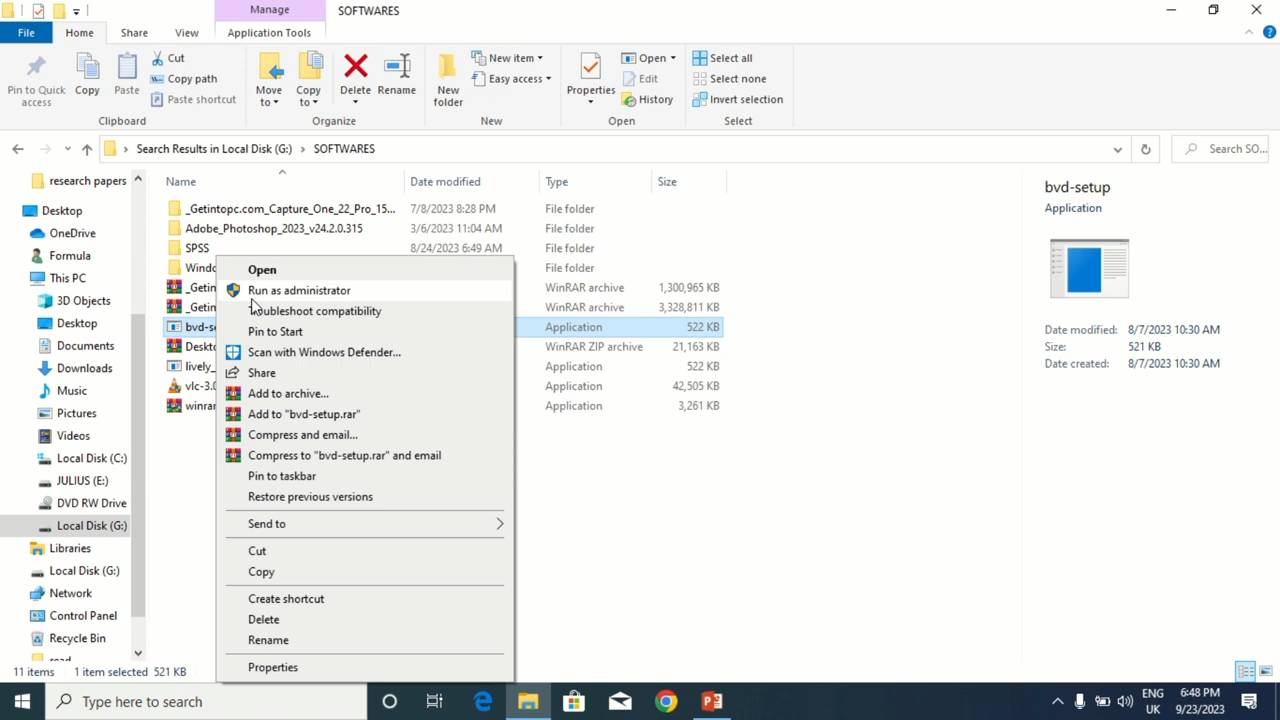 Manage
SOFTWARES
File
Home
Share
View
Application Tools
Pin to Quick access
Copy
Paste
Cut
Copy path
Paste shortcut
Clipboard
Move to
Copy to
Delete
Rename
Organize
New folder
New item
Easy access
New
Properties
Open
Edit
History
Open
Select all
Select none
Invert selection
Select
Search Results in Local Disk (G:) > SOFTWARES
Search SO...
Name
Date modified
Type
Size
_Getintopc.com_Capture_One_22_Pro_15... 7/8/2023 8:28 PM File folder
Adobe_Photoshop_2023_v24.2.0.315 3/6/2023 11:04 AM File folder
SPSS 8/24/2023 6:49 AM File folder
Windo File folder
_Getin WinRAR archive 1,300,965 KB
_Getin WinRAR archive 3,328,811 KB
bvd-se Application 522 KB
Deskto WinRAR ZIP archive 21,163 KB
lively_ Application 522 KB
vlc-3.0 Application 42,505 KB
winrar Application 3,261 KB
research papers
Desktop
OneDrive
Formula
This PC
3D Objects
Desktop
Documents
Downloads
Music
Pictures
Videos
Local Disk (C:)
JULIUS (E:)
DVD RW Drive
Local Disk (G:)
Libraries
Local Disk (G:)
Network
Control Panel
Recycle Bin
Open
Run as administrator
Troubleshoot compatibility
Pin to Start
Scan with Windows Defender...
Share
Add to archive...
Add to "bvd-setup.rar"
Compress and email...
Compress to "bvd-setup.rar" and email
Pin to taskbar
Restore previous versions
Send to
Cut
Copy
Create shortcut
Delete
Rename
Properties
bvd-setup
Application
Date modified: 8/7/2023 10:30 AM
Size: 521 KB
Date created: 8/7/2023 10:30 AM
11 items 1 item selected 521 KB
Type here to search
ENG
UK
6:48 PM
9/23/2023